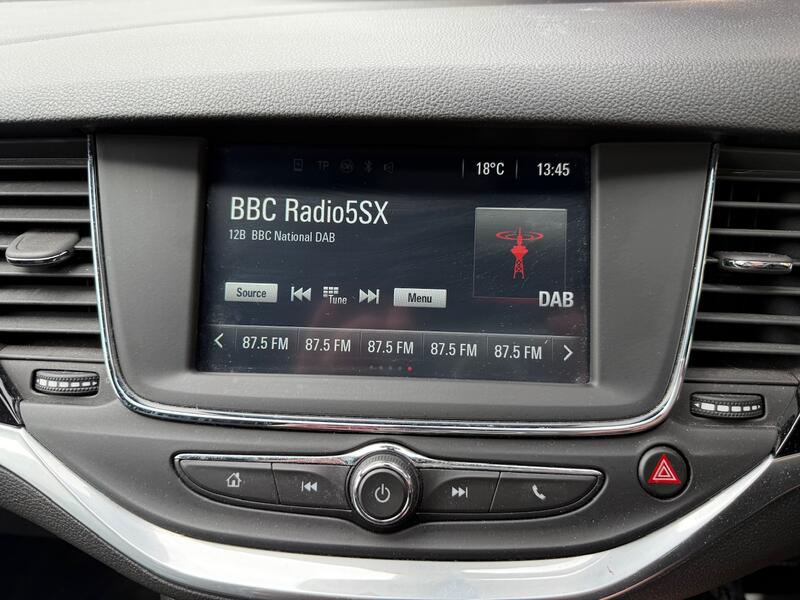 TP
18°C 13:45
BBC Radio5SX
12B BBC National DAB
Source Tune Menu
DAB
87.5 FM 87.5 FM 87.5 FM 87.5 FM 87.5 FM